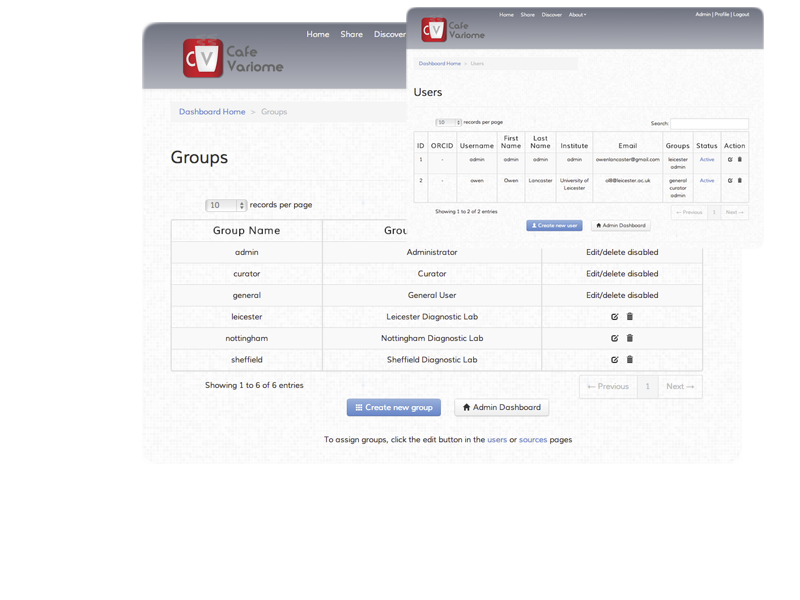 Home Share Discover
Cafe
Variome
Dashboard Home > Groups
Groups
10 records per page
Group Name Grou
admin Administrator Edit/delete disabled
curator Curator Edit/delete disabled
general General User Edit/delete disabled
leicester Leicester Diagnostic Lab
nottingham Nottingham Diagnostic Lab
sheffield Sheffield Diagnostic Lab
Showing 1 to 6 of 6 entries
← Previous 1 Next →
Create new group Admin Dashboard
To assign groups, click the edit button in the users or sources pages
Home Share Discover About
Admin | Profile | Logout
Cafe
Variome
Dashboard Home > Users
Users
10 records per page
Search:
ID ORCID Username First Name Last Name Institute Email Groups Status Action
1 - admin admin admin admin owenlancaster@gmail.com leicester admin Active
2 - owen Owen Lancaster University of Leicester ol8@leicester.ac.uk general curator admin Active
Showing 1 to 2 of 2 entries
← Previous 1 Next →
Create new user Admin Dashboard